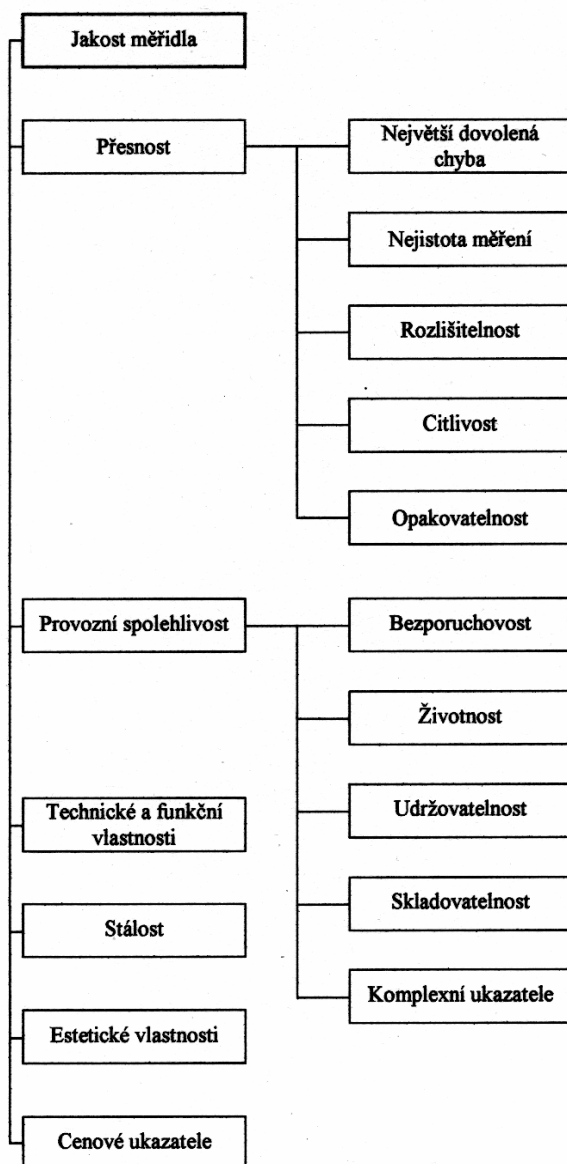 Jakost měřidla
Přesnost
Největší dovolená
chyba
Nejistota měření
Rozlišitelnost
Citlivost
Opakovatelnost
Provozní spolehlivost
Bezporuchovost
Životnost
Udržovatelnost
Skladovatelnost
Komplexní ukazatele
Technické a funkční
vlastnosti
Stálost
Estetické vlastnosti
Cenové ukazatele